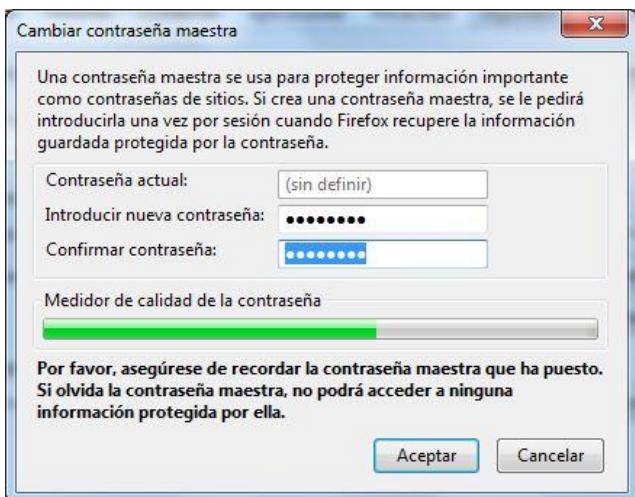 Cambiar contraseña maestra
Una contraseña maestra se usa para proteger información importante
como contraseñas de sitios. Si crea una contraseña maestra, se le pedirá
introducirla una vez por sesión cuando Firefox recupere la información
guardada protegida por la contraseña.
Contraseña actual: (sin definir)
Introducir nueva contraseña: ●●●●●●●●
Confirmar contraseña: ●●●●●●●●
Medidor de calidad de la contraseña
Por favor, asegúrese de recordar la contraseña maestra que ha puesto.
Si olvida la contraseña maestra, no podrá acceder a ninguna
información protegida por ella.
Aceptar Cancelar